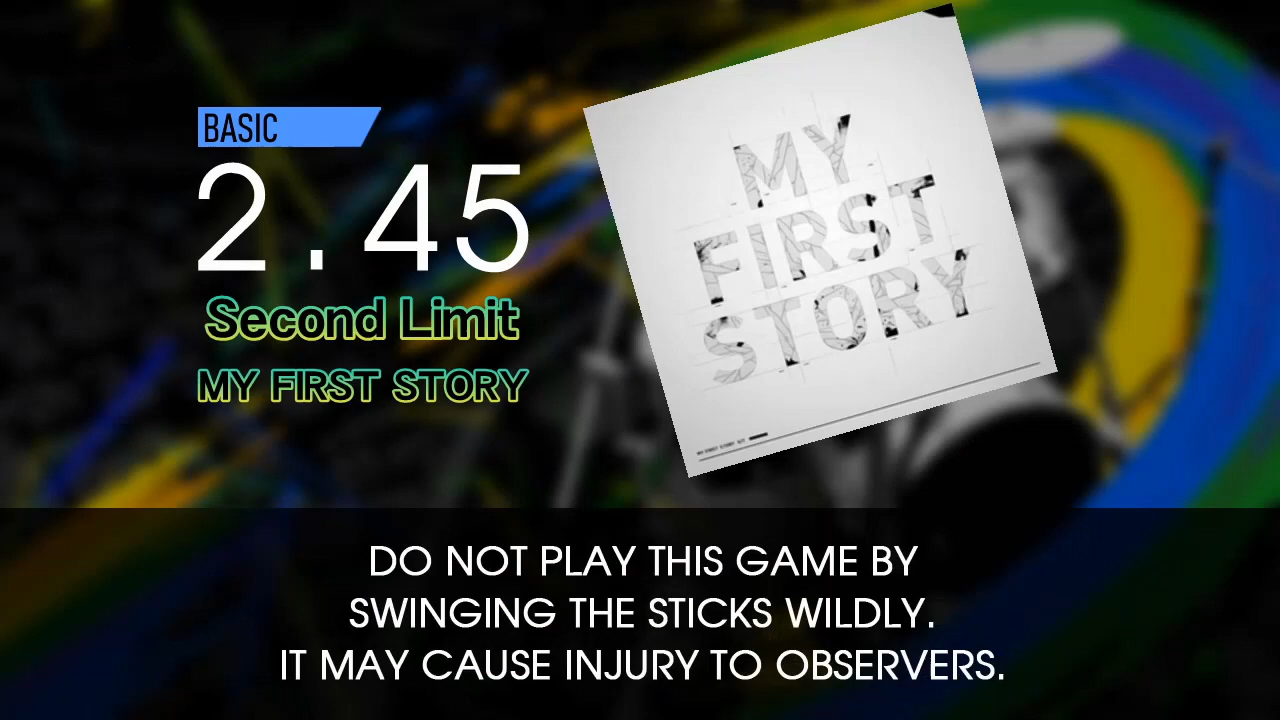 BASIC
2.45
Second Limit
MY FIRST STORY
MY
FIRST
STORY
DO NOT PLAY THIS GAME BY
SWINGING THE STICKS WILDLY.
IT MAY CAUSE INJURY TO OBSERVERS.